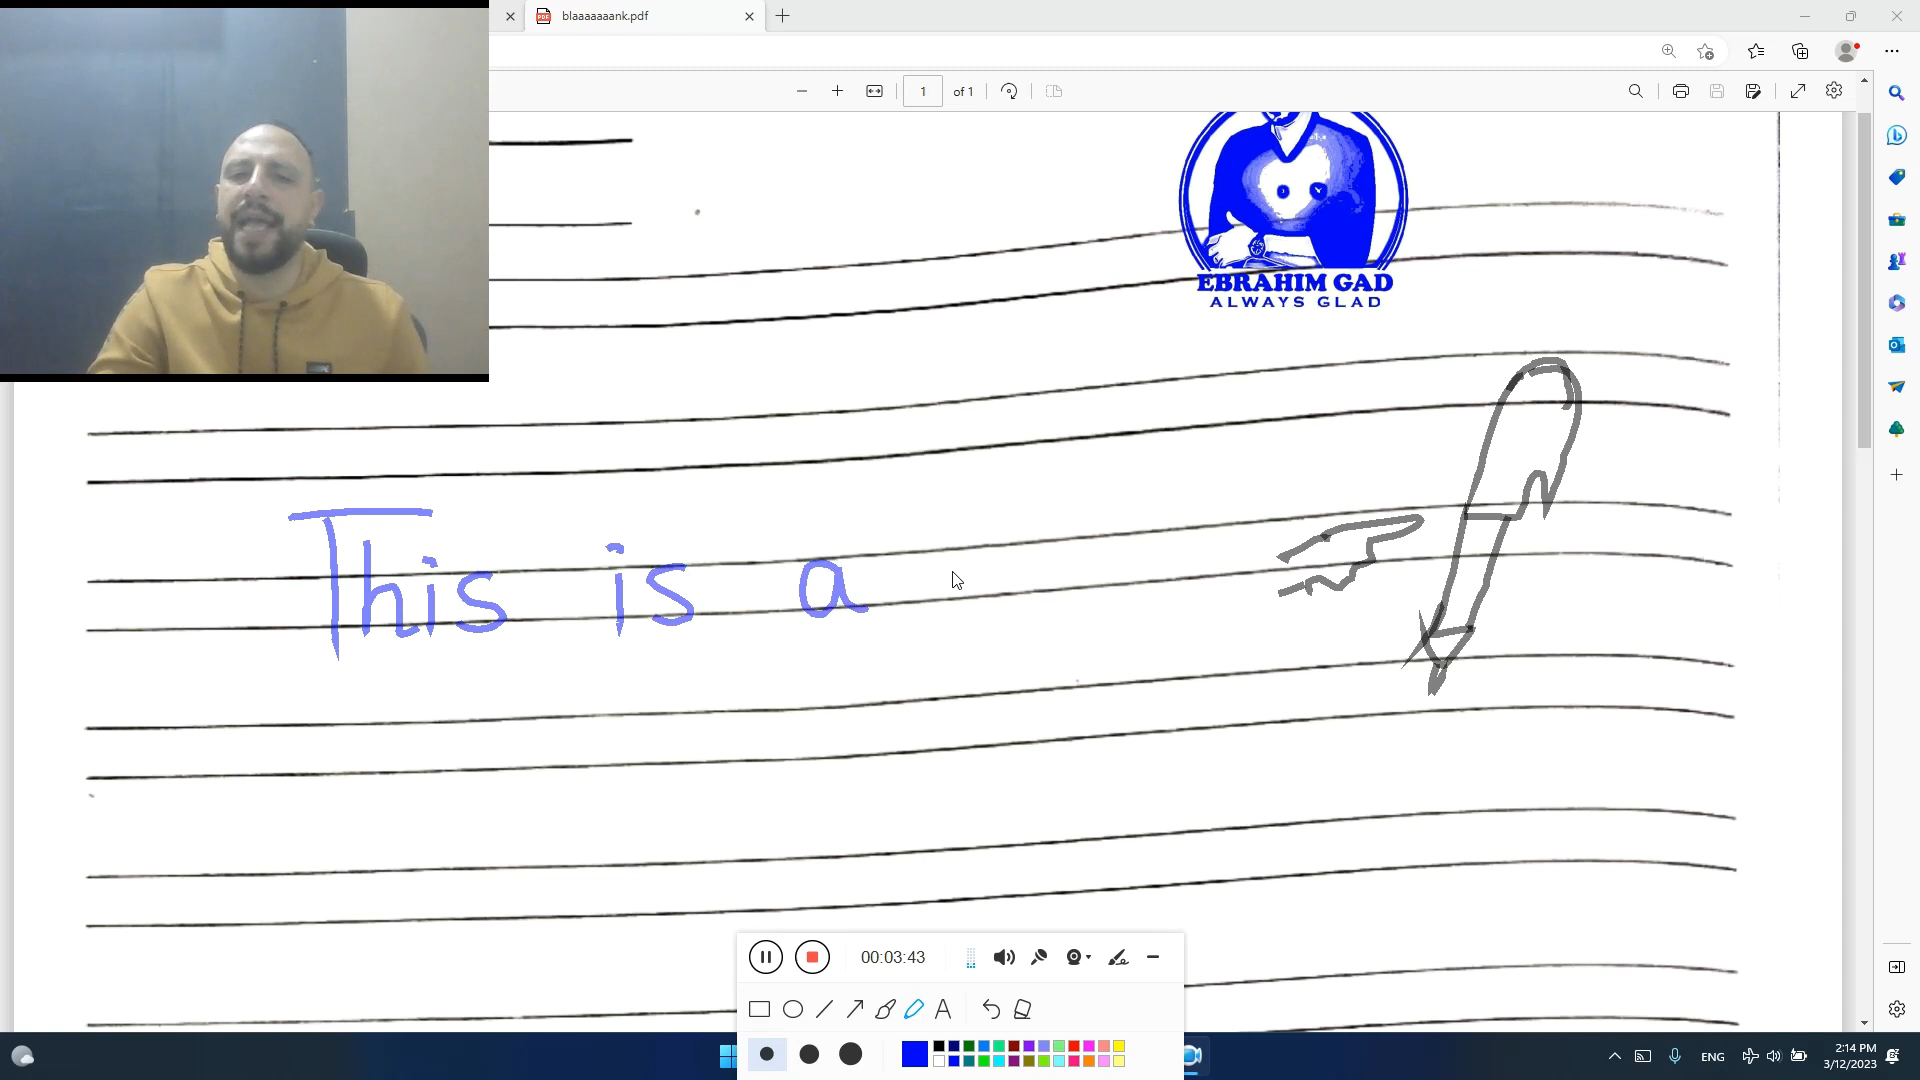 blaaaaaaank.pdf
1 of 1
EBRAHIM GAD
ALWAYS GLAD
This is a
00:03:43
A
ENG
2:14 PM
3/12/2023